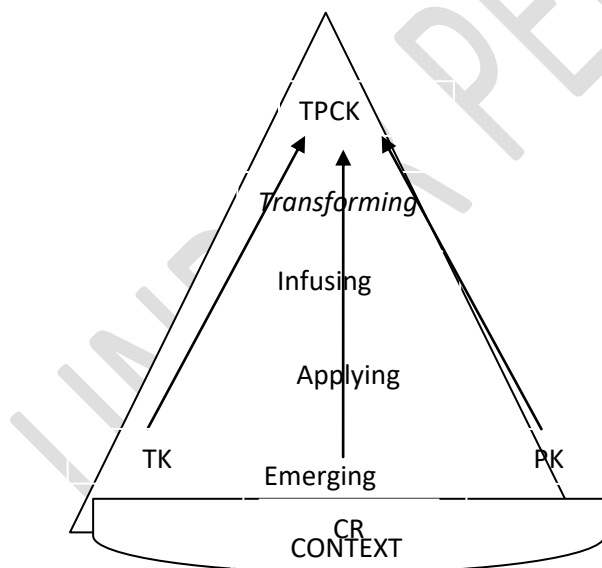 TPCK
Transforming
Infusing
Applying
TK
PK
Emerging
CR
CONTEXT